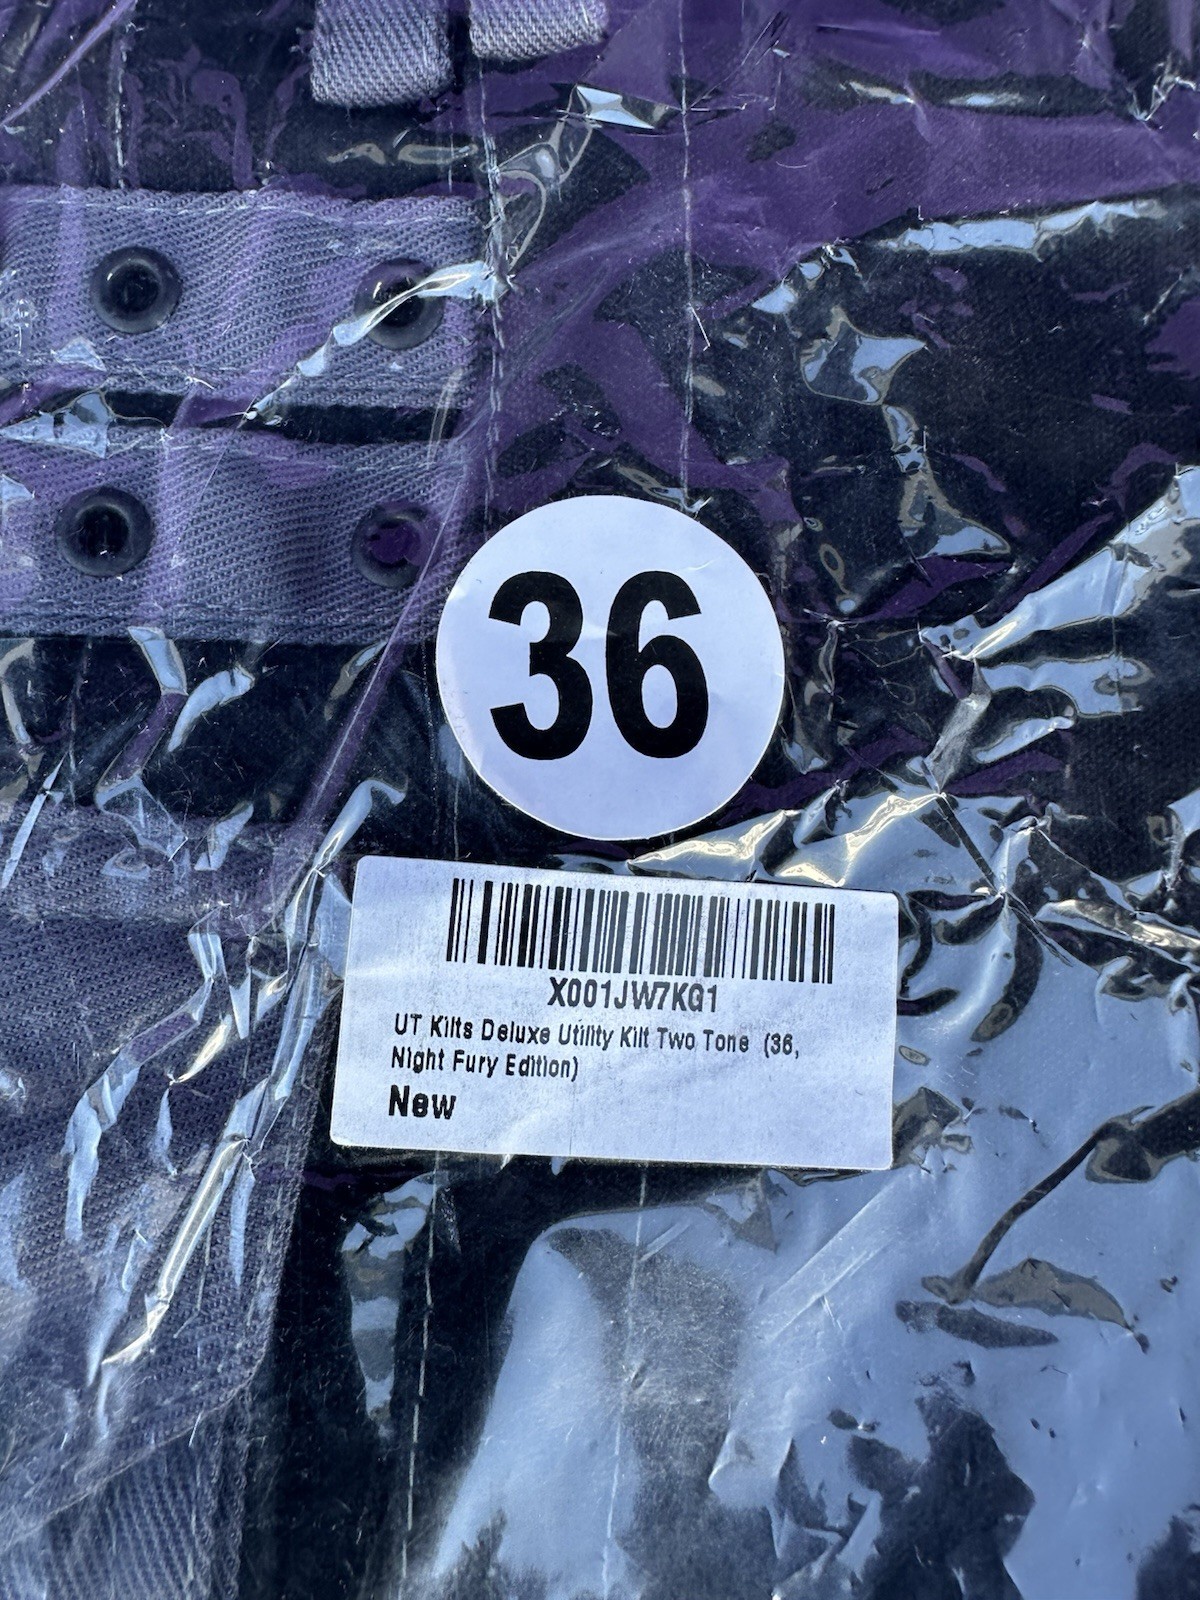 36
X001JW7KG1
UT Kilts Deluxe Utility Kilt Two Tone (36,
Night Fury Edition)
New